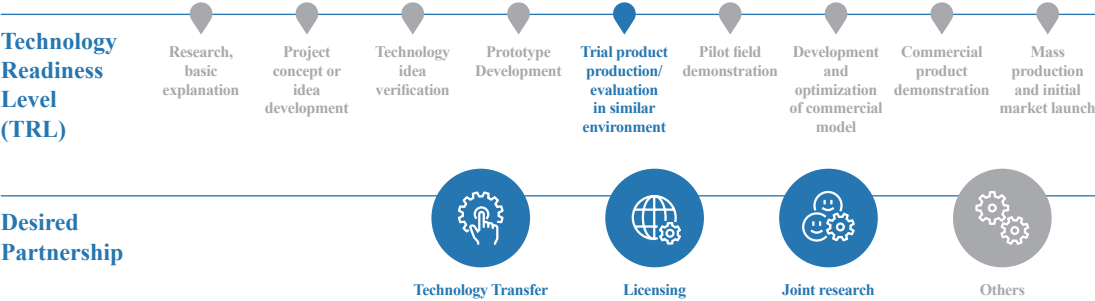 Technology
Readiness
Level
(TRL)
Research,
basic
explanation
Project
concept or
idea
development
Technology
idea
verification
Prototype
Development
Trial product
production/
evaluation
in similar
environment
Pilot field
demonstration
Development
and
optimization
of commercial
model
Commercial
product
demonstration
Mass
production
and initial
market launch
Desired
Partnership
Technology Transfer
Licensing
Joint research
Others